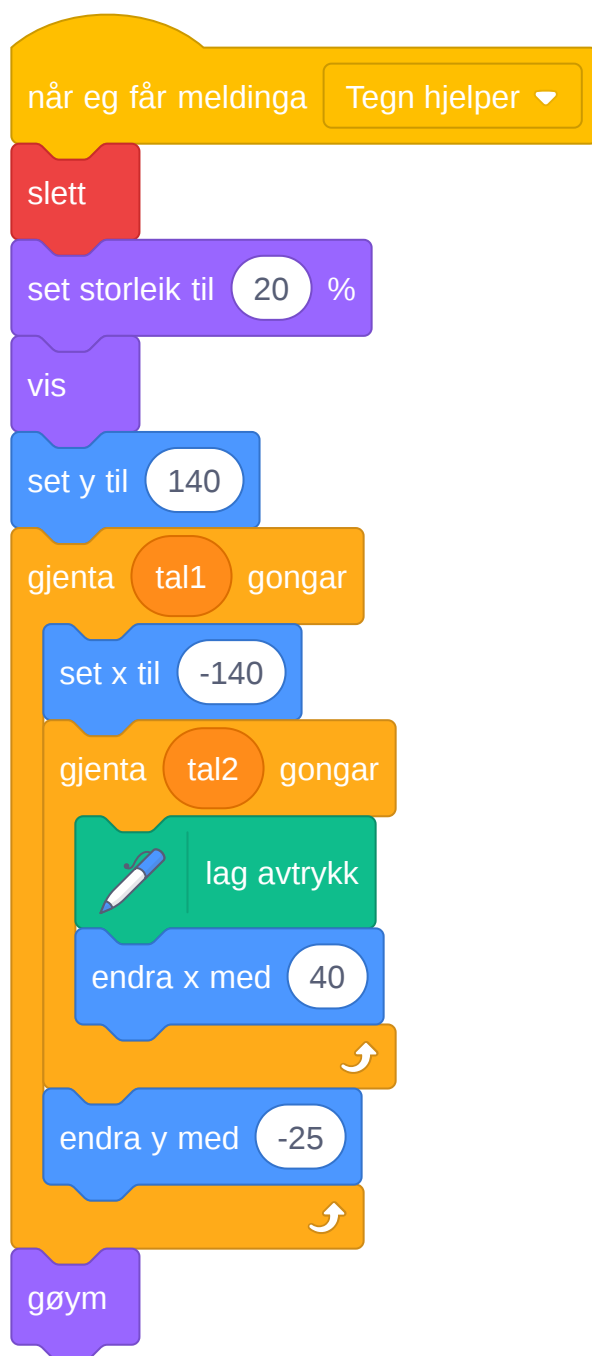 når eg får meldinga Tegn hjelper
slett
set storleik til 20 %
vis
set y til 140
gjenta tal1 gongar
set x til -140
gjenta tal2 gongar
lag avtrykk
endra x med 40
endra y med -25
gøym